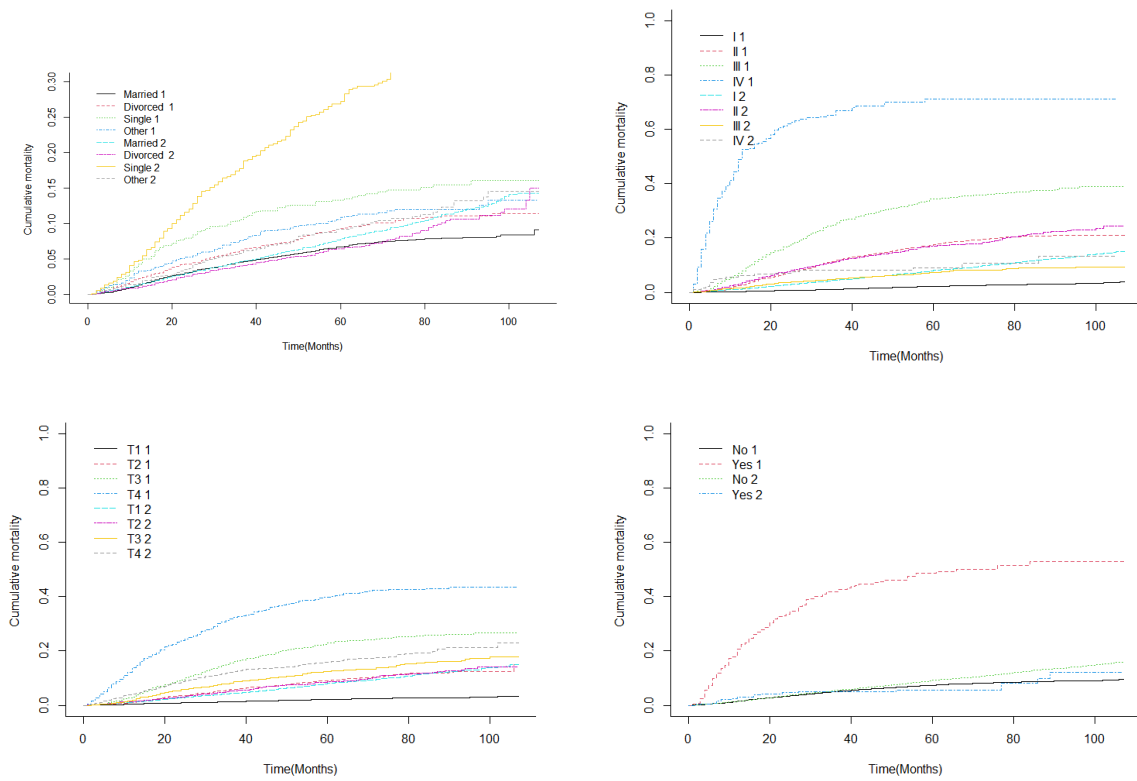 Cumulative mortality
0.30
0.25
0.20
0.15
0.10
0.05
0.00
Married 1
Divorced 1
Single 1
Other 1
Married 2
Divorced 2
Single 2
Other 2
0 20 40 60 80 100
Time(Months)
Cumulative mortality
1.0
0.8
0.6
0.4
0.2
0.0
I 1
II 1
III 1
IV 1
I 2
II 2
III 2
IV 2
0 20 40 60 80 100
Time(Months)
Cumulative mortality
1.0
0.8
0.6
0.4
0.2
0.0
T1 1
T2 1
T3 1
T4 1
T1 2
T2 2
T3 2
T4 2
0 20 40 60 80 100
Time(Months)
Cumulative mortality
1.0
0.8
0.6
0.4
0.2
0.0
No 1
Yes 1
No 2
Yes 2
0 20 40 60 80 100
Time(Months)